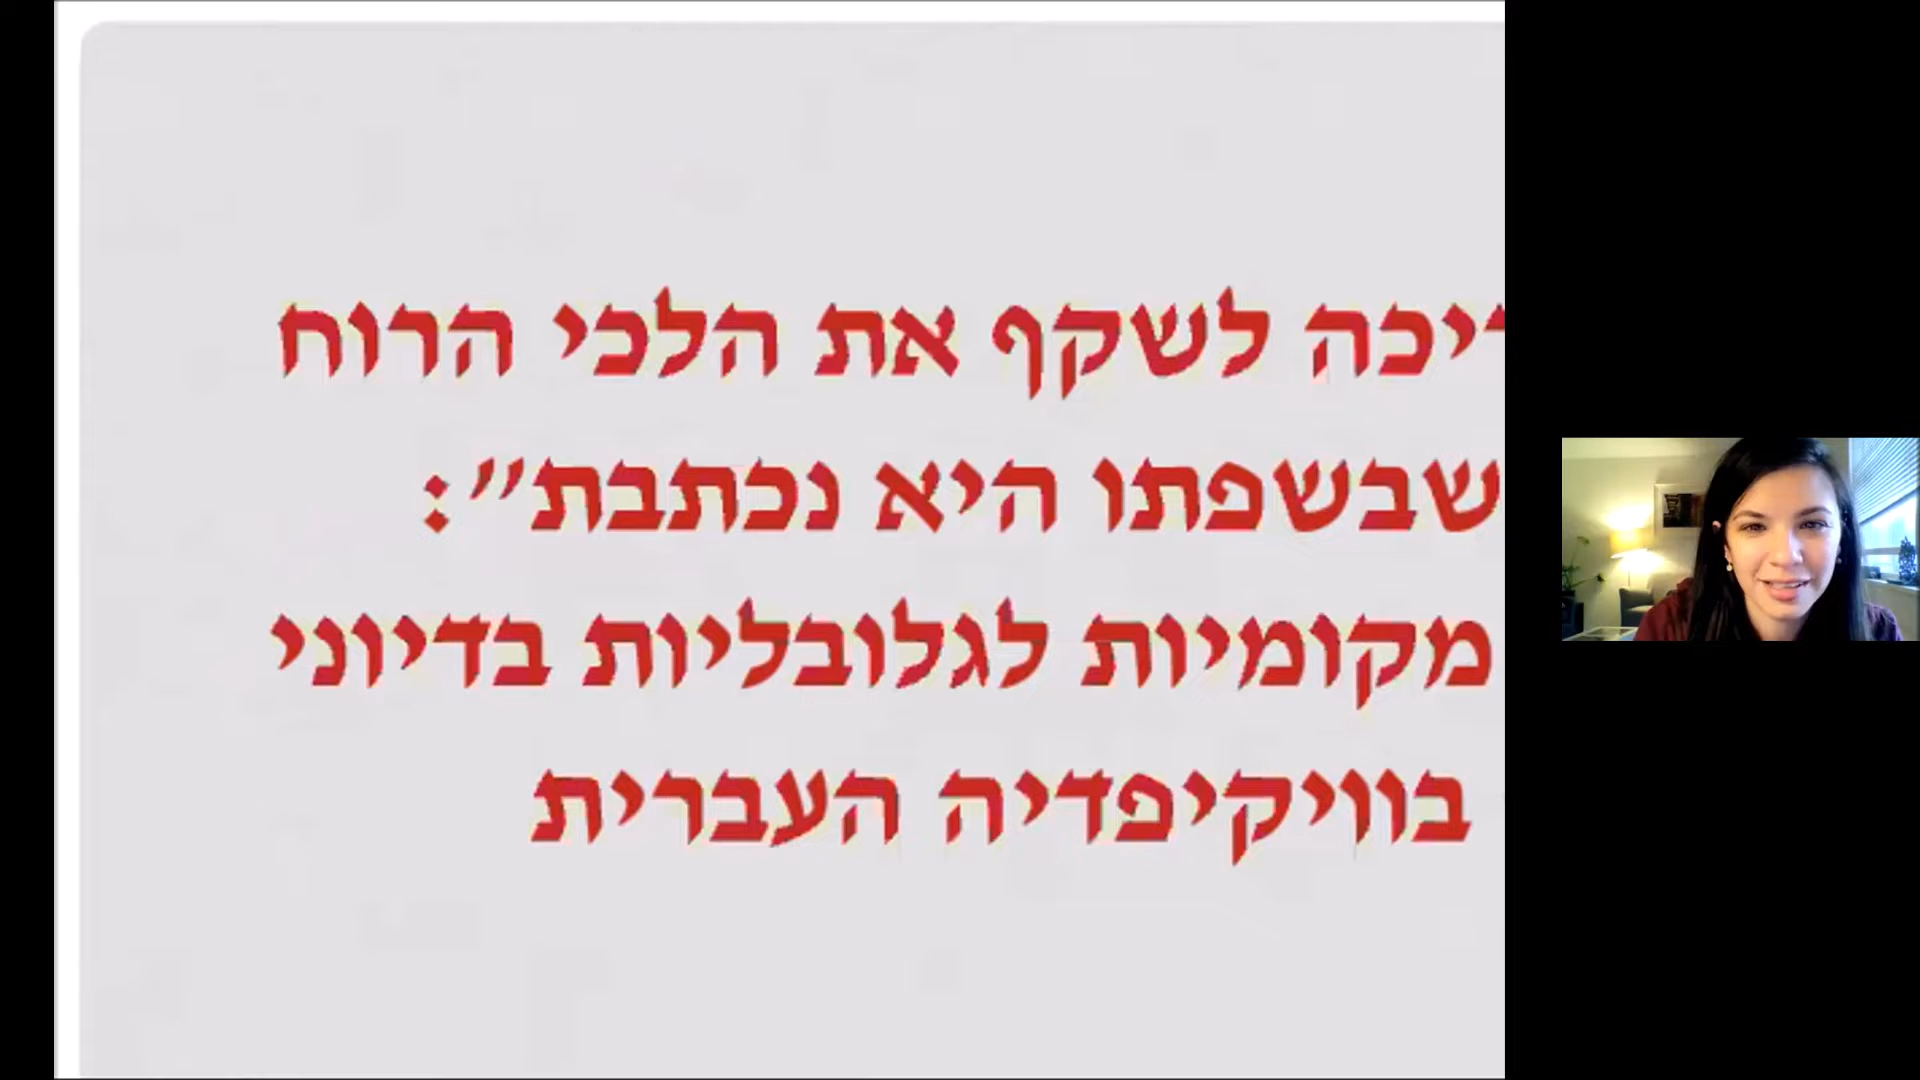 יכה לשקף את הלכי הרוח
שבשפתו היא נכתבת״:
מקומיות לגלובליות בדיוני
בוויקיפדיה העברית